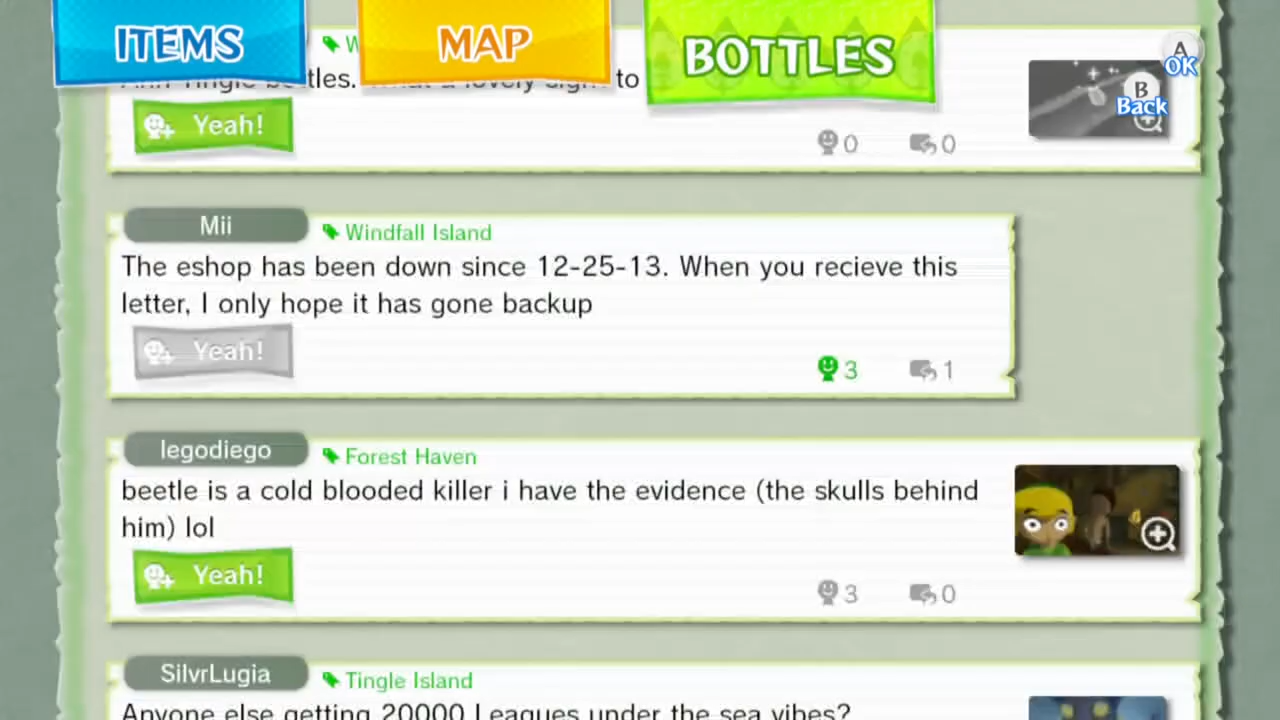 ITEMS
MAP
BOTTLES
A
OK
B
Back
Yeah!
0
0
Mii
Windfall Island
The eshop has been down since 12-25-13. When you recieve this
letter, I only hope it has gone backup
Yeah!
3
1
legodiego
Forest Haven
beetle is a cold blooded killer i have the evidence (the skulls behind
him) lol
Yeah!
3
0
SilvrLugia
Tingle Island
Anyone else getting 20000 Leagues under the sea vibes?